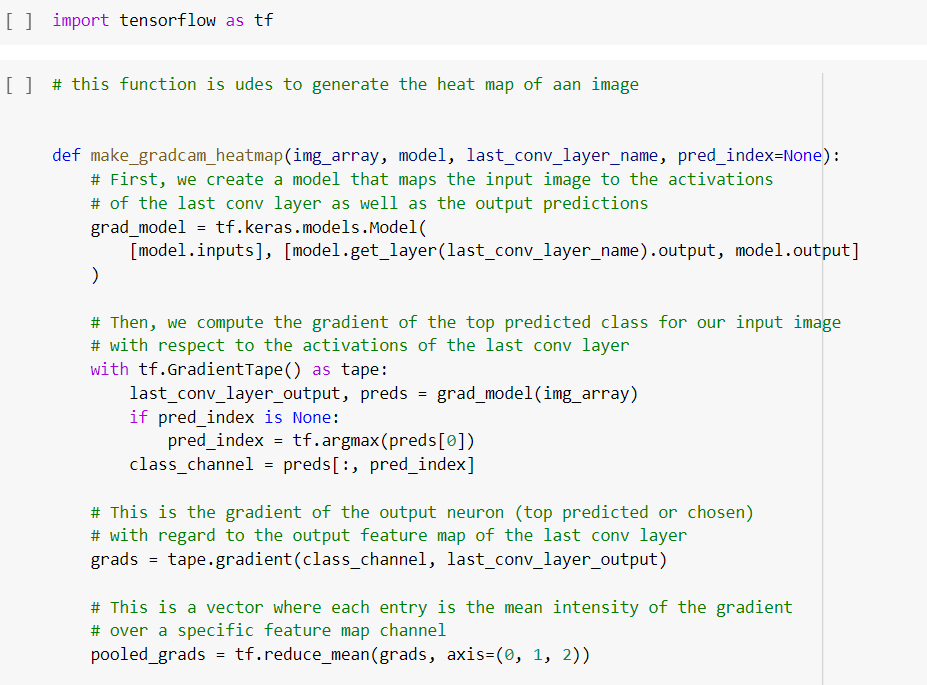 [ ] import tensorflow as tf
[ ] # this function is udes to generate the heat map of aan image
def make_gradcam_heatmap(img_array, model, last_conv_layer_name, pred_index=None):
# First, we create a model that maps the input image to the activations
# of the last conv layer as well as the output predictions
grad_model = tf.keras.models.Model(
[model.inputs], [model.get_layer(last_conv_layer_name).output, model.output]
)
# Then, we compute the gradient of the top predicted class for our input image
# with respect to the activations of the last conv layer
with tf.GradientTape() as tape:
last_conv_layer_output, preds = grad_model(img_array)
if pred_index is None:
pred_index = tf.argmax(preds[0])
class_channel = preds[:, pred_index]
# This is the gradient of the output neuron (top predicted or chosen)
# with regard to the output feature map of the last conv layer
grads = tape.gradient(class_channel, last_conv_layer_output)
# This is a vector where each entry is the mean intensity of the gradient
# over a specific feature map channel
pooled_grads = tf.reduce_mean(grads, axis=(0, 1, 2))